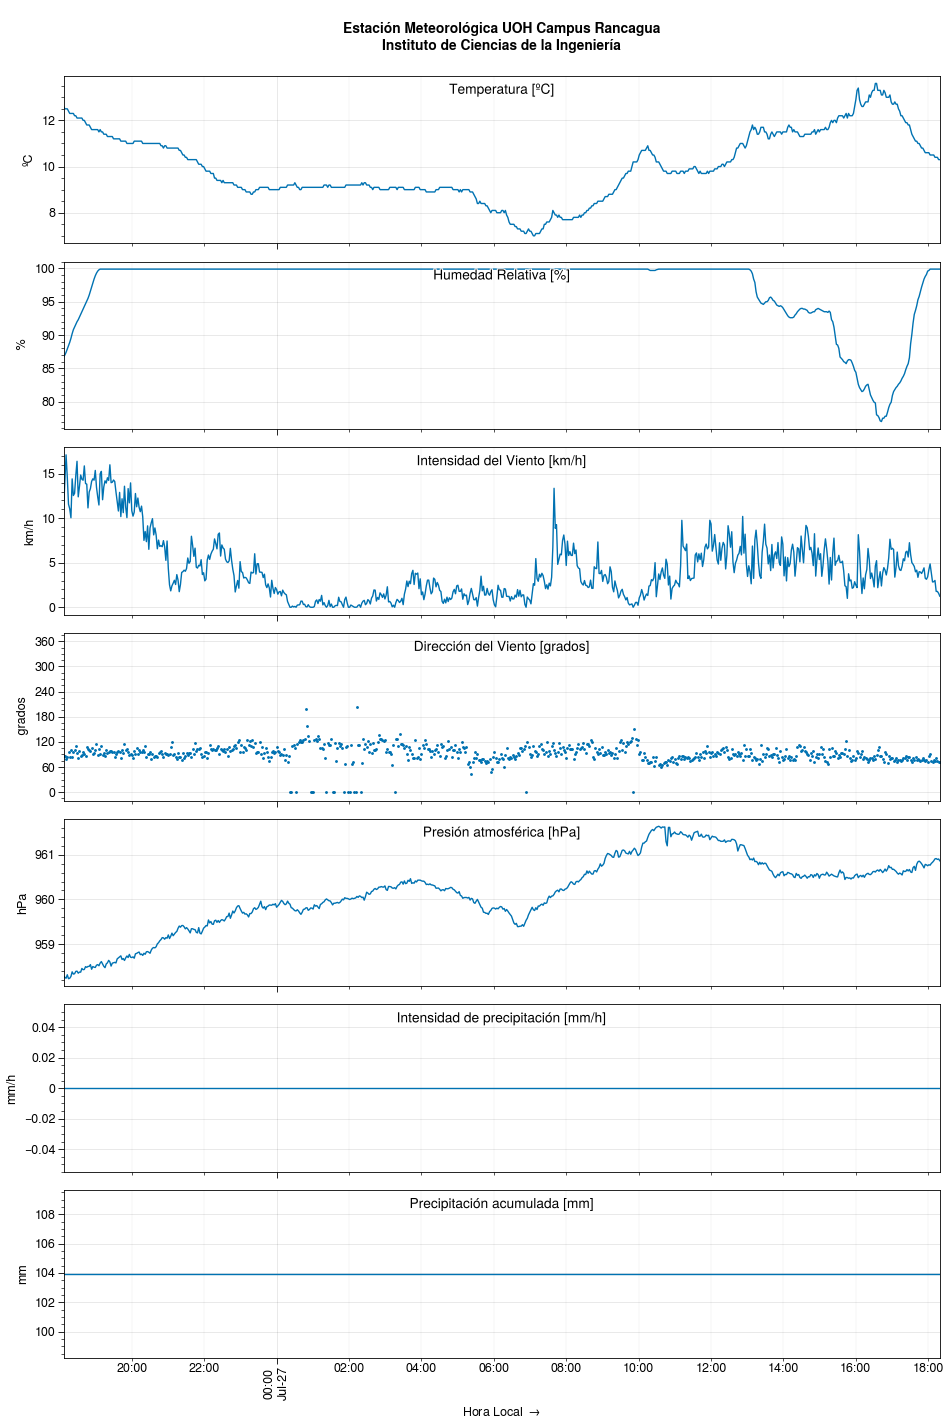 Estación Meteorológica UOH Campus Rancagua
Instituto de Ciencias de la Ingeniería
Temperatura [ºC]
ºC
12
10
8
Humedad Relativa [%]
%
100
95
90
85
80
Intensidad del Viento [km/h]
km/h
15
10
5
0
Dirección del Viento [grados]
grados
360
300
240
180
120
60
0
Presión atmosférica [hPa]
hPa
961
960
959
Intensidad de precipitación [mm/h]
mm/h
0.04
0.02
0
−0.02
−0.04
Precipitación acumulada [mm]
mm
108
106
104
102
100
20:00 22:00 00:00 02:00 04:00 06:00 08:00 10:00 12:00 14:00 16:00 18:00
Jul-27
Hora Local →